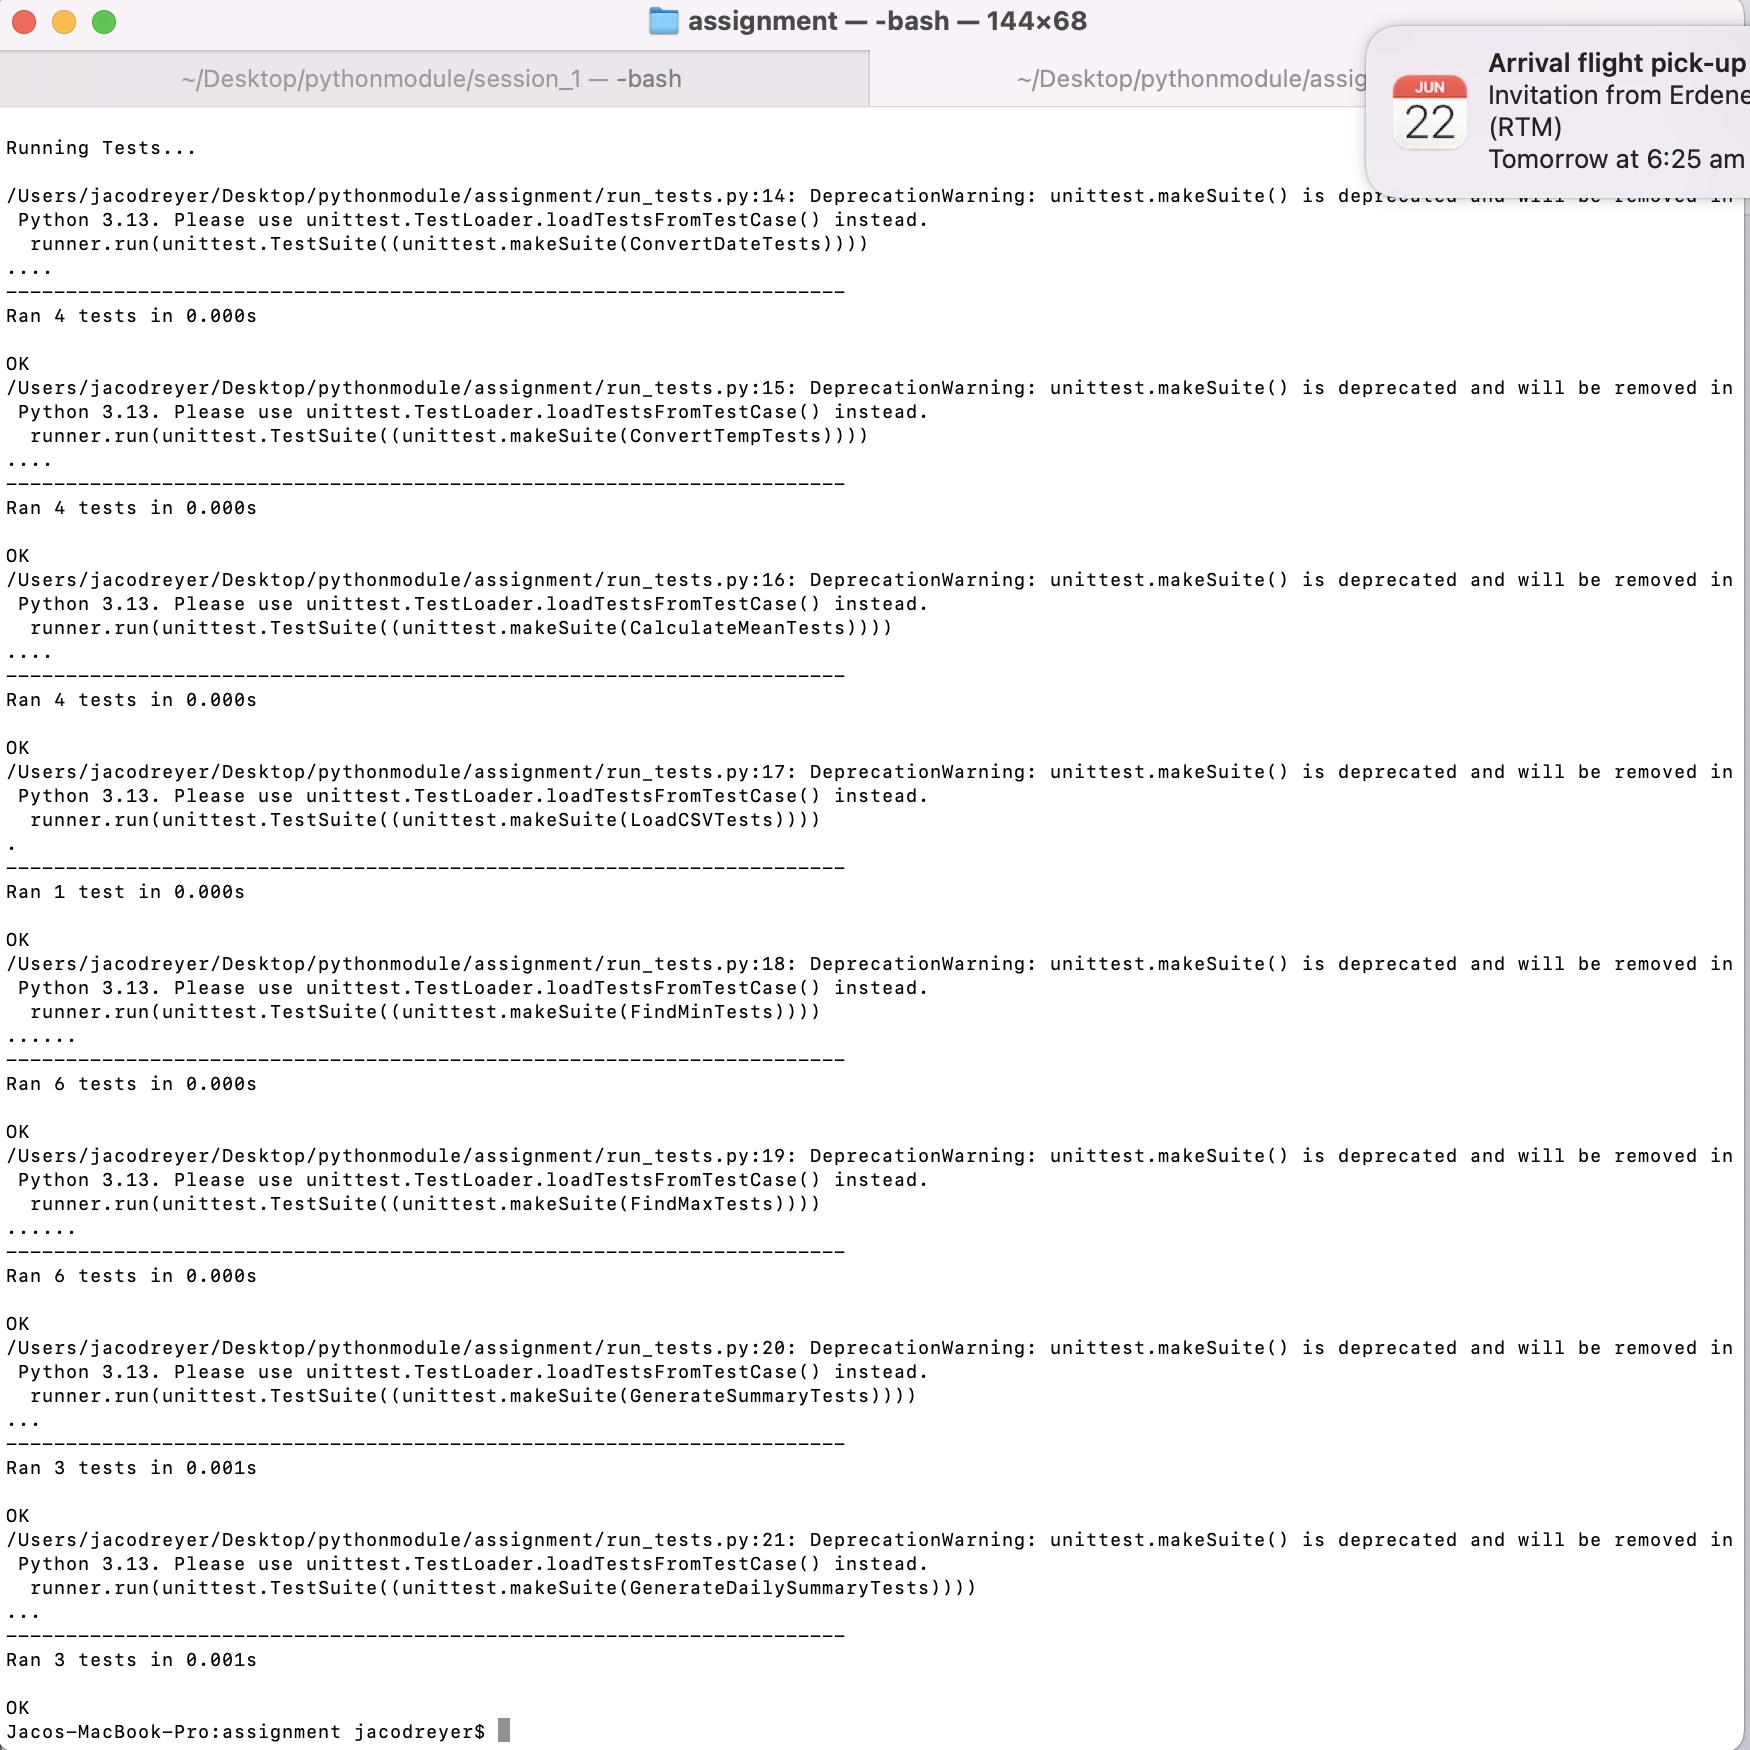 assignment — -bash — 144×68
~/Desktop/pythonmodule/session_1 — -bash
~/Desktop/pythonmodule/assig
JUN
22
Arrival flight pick-up
Invitation from Erdene
(RTM)
Tomorrow at 6:25 am
Running Tests...
/Users/jacodreyer/Desktop/pythonmodule/assignment/run_tests.py:14: DeprecationWarning: unittest.makeSuite() is deprecated and will be removed in
Python 3.13. Please use unittest.TestLoader.loadTestsFromTestCase() instead.
runner.run(unittest.TestSuite((unittest.makeSuite(ConvertDateTests))))
....
----------------------------------------------------------------------
Ran 4 tests in 0.000s
OK
/Users/jacodreyer/Desktop/pythonmodule/assignment/run_tests.py:15: DeprecationWarning: unittest.makeSuite() is deprecated and will be removed in
Python 3.13. Please use unittest.TestLoader.loadTestsFromTestCase() instead.
runner.run(unittest.TestSuite((unittest.makeSuite(ConvertTempTests))))
....
----------------------------------------------------------------------
Ran 4 tests in 0.000s
OK
/Users/jacodreyer/Desktop/pythonmodule/assignment/run_tests.py:16: DeprecationWarning: unittest.makeSuite() is deprecated and will be removed in
Python 3.13. Please use unittest.TestLoader.loadTestsFromTestCase() instead.
runner.run(unittest.TestSuite((unittest.makeSuite(CalculateMeanTests))))
....
----------------------------------------------------------------------
Ran 4 tests in 0.000s
OK
/Users/jacodreyer/Desktop/pythonmodule/assignment/run_tests.py:17: DeprecationWarning: unittest.makeSuite() is deprecated and will be removed in
Python 3.13. Please use unittest.TestLoader.loadTestsFromTestCase() instead.
runner.run(unittest.TestSuite((unittest.makeSuite(LoadCSVTests))))
.
----------------------------------------------------------------------
Ran 1 test in 0.000s
OK
/Users/jacodreyer/Desktop/pythonmodule/assignment/run_tests.py:18: DeprecationWarning: unittest.makeSuite() is deprecated and will be removed in
Python 3.13. Please use unittest.TestLoader.loadTestsFromTestCase() instead.
runner.run(unittest.TestSuite((unittest.makeSuite(FindMinTests))))
......
----------------------------------------------------------------------
Ran 6 tests in 0.000s
OK
/Users/jacodreyer/Desktop/pythonmodule/assignment/run_tests.py:19: DeprecationWarning: unittest.makeSuite() is deprecated and will be removed in
Python 3.13. Please use unittest.TestLoader.loadTestsFromTestCase() instead.
runner.run(unittest.TestSuite((unittest.makeSuite(FindMaxTests))))
......
----------------------------------------------------------------------
Ran 6 tests in 0.000s
OK
/Users/jacodreyer/Desktop/pythonmodule/assignment/run_tests.py:20: DeprecationWarning: unittest.makeSuite() is deprecated and will be removed in
Python 3.13. Please use unittest.TestLoader.loadTestsFromTestCase() instead.
runner.run(unittest.TestSuite((unittest.makeSuite(GenerateSummaryTests))))
...
----------------------------------------------------------------------
Ran 3 tests in 0.001s
OK
/Users/jacodreyer/Desktop/pythonmodule/assignment/run_tests.py:21: DeprecationWarning: unittest.makeSuite() is deprecated and will be removed in
Python 3.13. Please use unittest.TestLoader.loadTestsFromTestCase() instead.
runner.run(unittest.TestSuite((unittest.makeSuite(GenerateDailySummaryTests))))
...
----------------------------------------------------------------------
Ran 3 tests in 0.001s
OK
Jacos-MacBook-Pro:assignment jacodreyer$